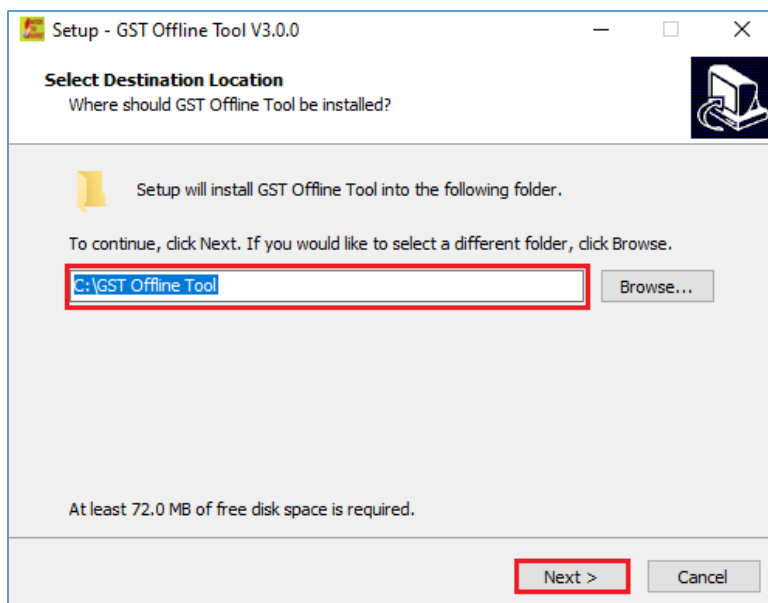 Setup - GST Offline Tool V3.0.0
Select Destination Location
Where should GST Offline Tool be installed?
Setup will install GST Offline Tool into the following folder.
To continue, click Next. If you would like to select a different folder, click Browse.
C:\GST Offline Tool
Browse...
At least 72.0 MB of free disk space is required.
Next >
Cancel